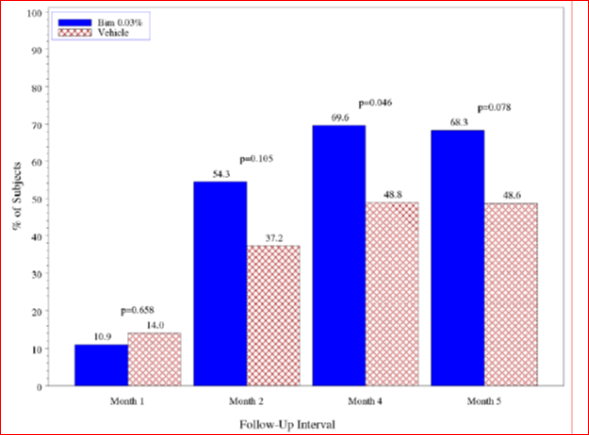 100
Bim 0.03%
Vehicle
90
80
p=0.046
p=0.078
70
69.6
68.3
60
p=0.105
54.3
50
48.8
48.6
40
37.2
30
20
p=0.658
14.0
10.9
10
0
% of Subjects
Month 1 Month 2 Month 4 Month 5
Follow-Up Interval